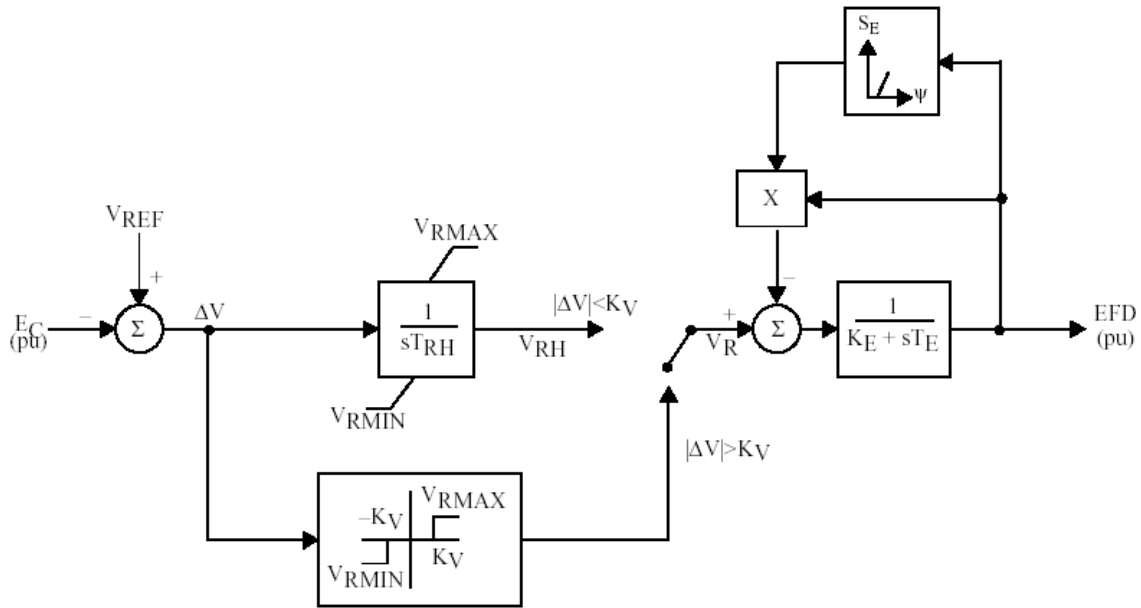 S_E
ψ
X
V_REF
V_RMAX
+
–
E_C
(pu)
Σ
ΔV
1
sT_RH
|ΔV|<K_V
V_RH
V_RMIN
–
+
V_R
Σ
1
K_E + sT_E
EFD
(pu)
|ΔV|>K_V
–K_V
V_RMAX
V_RMIN
K_V